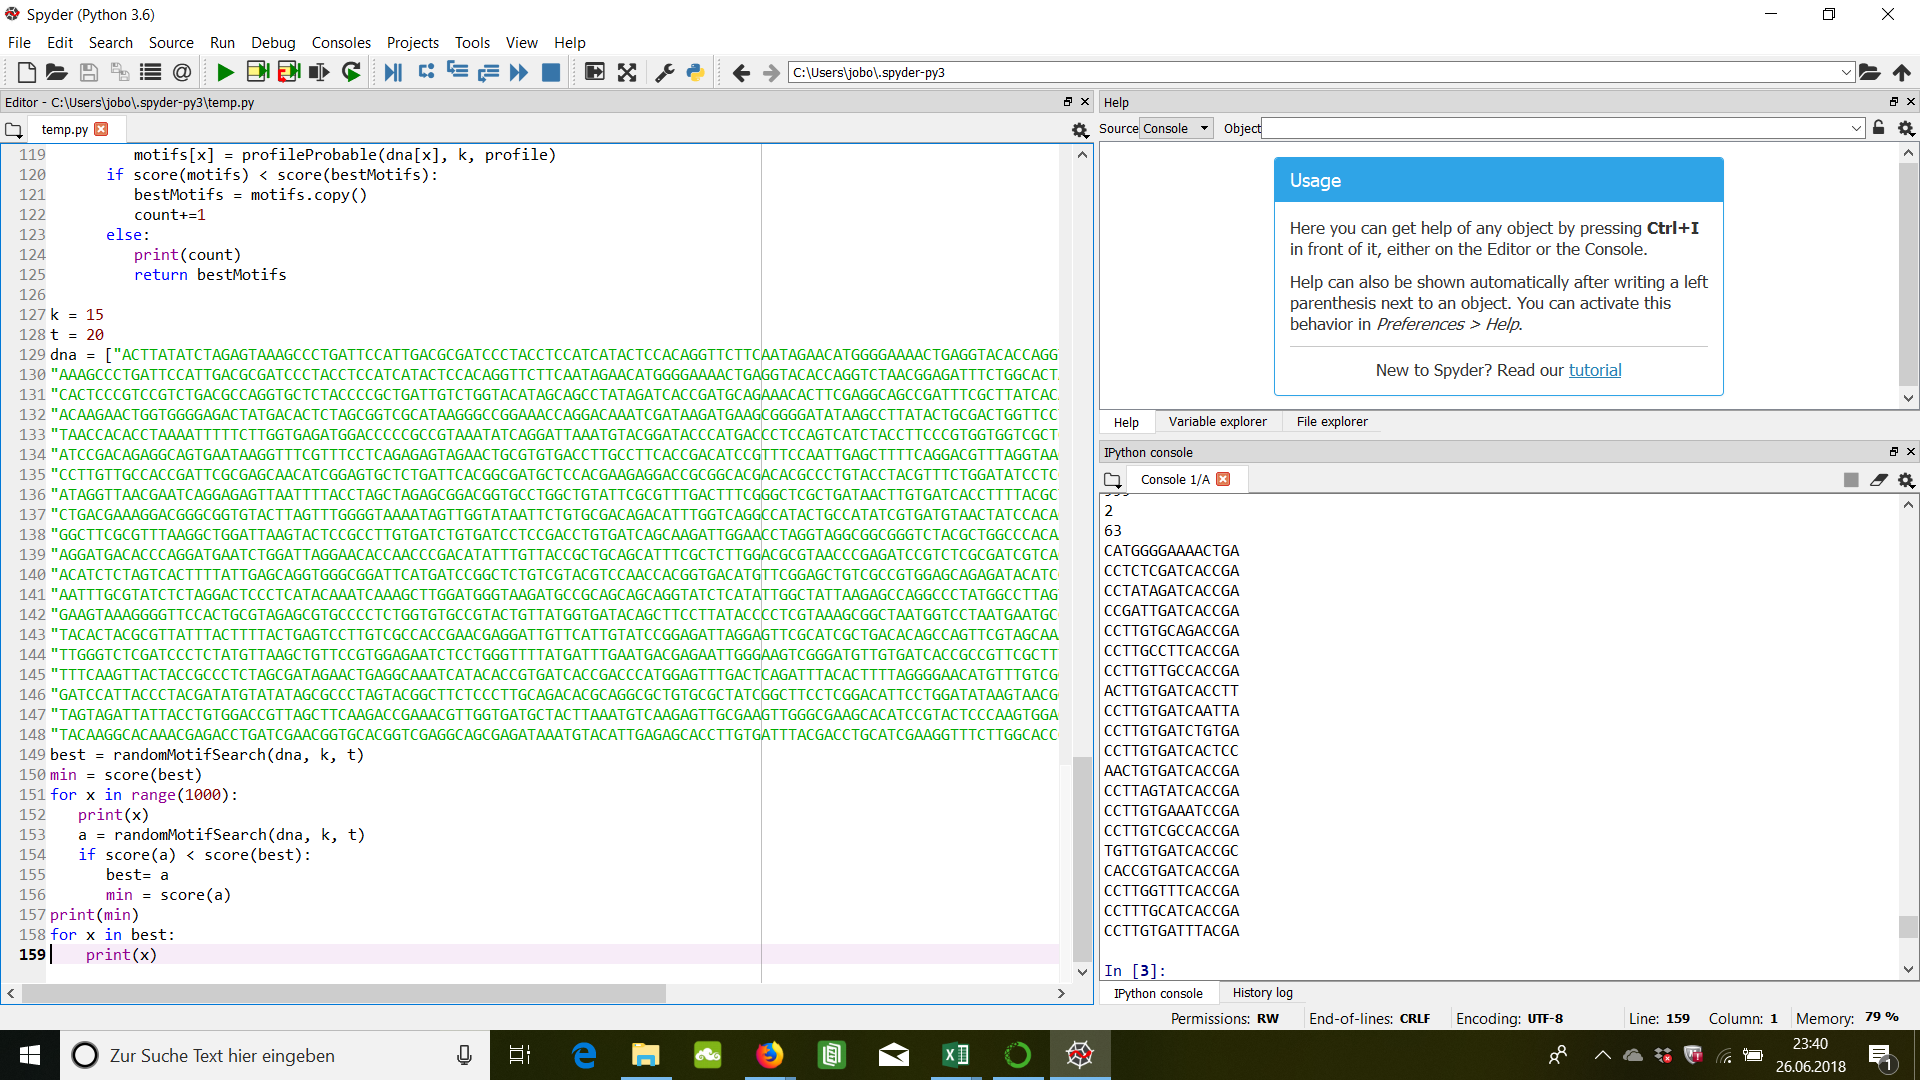 Spyder (Python 3.6)
File Edit Search Source Run Debug Consoles Projects Tools View Help
C:\Users\jobo\.spyder-py3
Editor - C:\Users\jobo\.spyder-py3\temp.py
temp.py
119 motifs[x] = profileProbable(dna[x], k, profile)
120 if score(motifs) < score(bestMotifs):
121 bestMotifs = motifs.copy()
122 count+=1
123 else:
124 print(count)
125 return bestMotifs
126
127 k = 15
128 t = 20
129 dna = ["ACTTATATCTAGAGTAAAGCCCTGATTCCATTGACGCGATCCCTACCTCCATCATACTCCACAGGTTCTTCAATAGAACATGGGGAAAACTGAGGTACACCAGG
130 "AAAGCCCTGATTCCATTGACGCGATCCCTACCTCCATCATACTCCACAGGTTCTTCAATAGAACATGGGGAAAACTGAGGTACACCAGGTCTAACGGAGATTTCTGGCACT
131 "CACTCCCGTCCGTCTGACGCCAGGTGCTCTACCCCGCTGATTGTCTGGTACATAGCAGCCTATAGATCACCGATGCAGAAACACTTCGAGGCAGCCGATTTCGCTTATCAC
132 "ACAAGAACTGGTGGGGAGACTATGACACTCTAGCGGTCGCATAAGGGCCGGAAACCAGGACAAATCGATAAGATGAAGCGGGGATATAAGCCTTATACTGCGACTGGTTCC
133 "TAACCACACCTAAAATTTTTCTTGGTGAGATGGACCCCCGCCGTAAATATCAGGATTAAATGTACGGATACCCATGACCCTCCAGTCATCTACCTTCCCGTGGTGGTCGCT
134 "ATCCGACAGAGGCAGTGAATAAGGTTTCGTTTCCTCAGAGAGTAGAACTGCGTGTGACCTTGCCTTCACCGACATCCGTTTCCAATTGAGCTTTTCAGGACGTTTAGGTAA
135 "CCTTGTTGCCACCGATTCGCGAGCAACATCGGAGTGCTCTGATTCACGGCGATGCTCCACGAAGAGGACCGCGGCACGACACGCCCTGTACCTACGTTTCTGGATATCCTC
136 "ATAGGTTAACGAATCAGGAGAGTTAATTTTACCTAGCTAGAGCGGACGGTGCCTGGCTGTATTCGCGTTTGACTTTCGGGCTCGCTGATAACTTGTGATCACCTTTTACGC
137 "CTGACGAAAGGACGGGCGGTGTACTTAGTTTGGGGTAAAATAGTTGGTATAATTCTGTGCGACAGACATTTGGTCAGGCCATACTGCCATATCGTGATGTAACTATCCACA
138 "GGCTTCGCGTTTAAGGCTGGATTAAGTACTCCGCCTTGTGATCTGTGATCCTCCGACCTGTGATCAGCAAGATTGGAACCTAGGTAGGCGGCGGGTCTACGCTGGCCCACA
139 "AGGATGACACCCAGGATGAATCTGGATTAGGAACACCAACCCGACATATTTGTTACCGCTGCAGCATTTCGCTCTTGGACGCGTAACCCGAGATCCGTCTCGCGATCGTCA
140 "ACATCTCTAGTCACTTTTATTGAGCAGGTGGGCGGATTCATGATCCGGCTCTGTCGTACGTCCAACCACGGTGACATGTTCGGAGCTGTCGCCGTGGAGCAGAGATACATC
141 "AATTTGCGTATCTCTAGGACTCCCTCATACAAATCAAAGCTTGGATGGGTAAGATGCCGCAGCAGCAGGTATCTCATATTGGCTATTAAGAGCCAGGCCCTATGGCCTTAG
142 "GAAGTAAAGGGGTTCCACTGCGTAGAGCGTGCCCCTCTGGTGTGCCGTACTGTTATGGTGATACAGCTTCCTTATACCCCTCGTAAAGCGGCTAATGGTCCTAATGAATGC
143 "TACACTACGCGTTATTTACTTTTACTGAGTCCTTGTCGCCACCGAACGAGGATTGTTCATTGTATCCGGAGATTAGGAGTTCGCATCGCTGACACAGCCAGTTCGTAGCAA
144 "TTGGGTCTCGATCCCTCTATGTTAAGCTGTTCCGTGGAGAATCTCCTGGGTTTTATGATTTGAATGACGAGAATTGGGAAGTCGGGATGTTGTGATCACCGCCGTTCGCTT
145 "TTTCAAGTTACTACCGCCCTCTAGCGATAGAACTGAGGCAAATCATACACCGTGATCACCGACCCATGGAGTTTGACTCAGATTTACACTTTTAGGGGAACATGTTTGTCG
146 "GATCCATTACCCTACGATATGTATATAGCGCCCTAGTACGGCTTCTCCCTTGCAGACACGCAGGCGCTGTGCGCTATCGGCTTCCTCGGACATTCCTGGATATAAGTAACG
147 "TAGTAGATTATTACCTGTGGACCGTTAGCTTCAAGACCGAAACGTTGGTGATGCTACTTAAATGTCAAGAGTTGCGAAGTTGGGCGAAGCACATCCGTACTCCCAAGTGGA
148 "TACAAGGCACAAACGAGACCTGATCGAACGGTGCACGGTCGAGGCAGCGAGATAAATGTACATTGAGAGCACCTTGTGATTTACGACCTGCATCGAAGGTTTCTTGGCACC
149 best = randomMotifSearch(dna, k, t)
150 min = score(best)
151 for x in range(1000):
152 print(x)
153 a = randomMotifSearch(dna, k, t)
154 if score(a) < score(best):
155 best= a
156 min = score(a)
157 print(min)
158 for x in best:
159 print(x)
Help
Source Console Object
Usage
Here you can get help of any object by pressing Ctrl+I
in front of it, either on the Editor or the Console.
Help can also be shown automatically after writing a left
parenthesis next to an object. You can activate this
behavior in Preferences > Help.
New to Spyder? Read our tutorial
Help Variable explorer File explorer
IPython console
Console 1/A
999
2
63
CATGGGGAAAACTGA
CCTCTCGATCACCGA
CCTATAGATCACCGA
CCGATTGATCACCGA
CCTTGTGCAGACCGA
CCTTGCCTTCACCGA
CCTTGTTGCCACCGA
ACTTGTGATCACCTT
CCTTGTGATCAATTA
CCTTGTGATCTGTGA
CCTTGTGATCACTCC
AACTGTGATCACCGA
CCTTAGTATCACCGA
CCTTGTGAAATCCGA
CCTTGTCGCCACCGA
TGTTGTGATCACCGC
CACCGTGATCACCGA
CCTTGGTTTCACCGA
CCTTTGCATCACCGA
CCTTGTGATTTACGA
In [3]:
IPython console History log
Permissions: RW End-of-lines: CRLF Encoding: UTF-8 Line: 159 Column: 1 Memory: 79 %
Zur Suche Text hier eingeben
23:40
26.06.2018
1